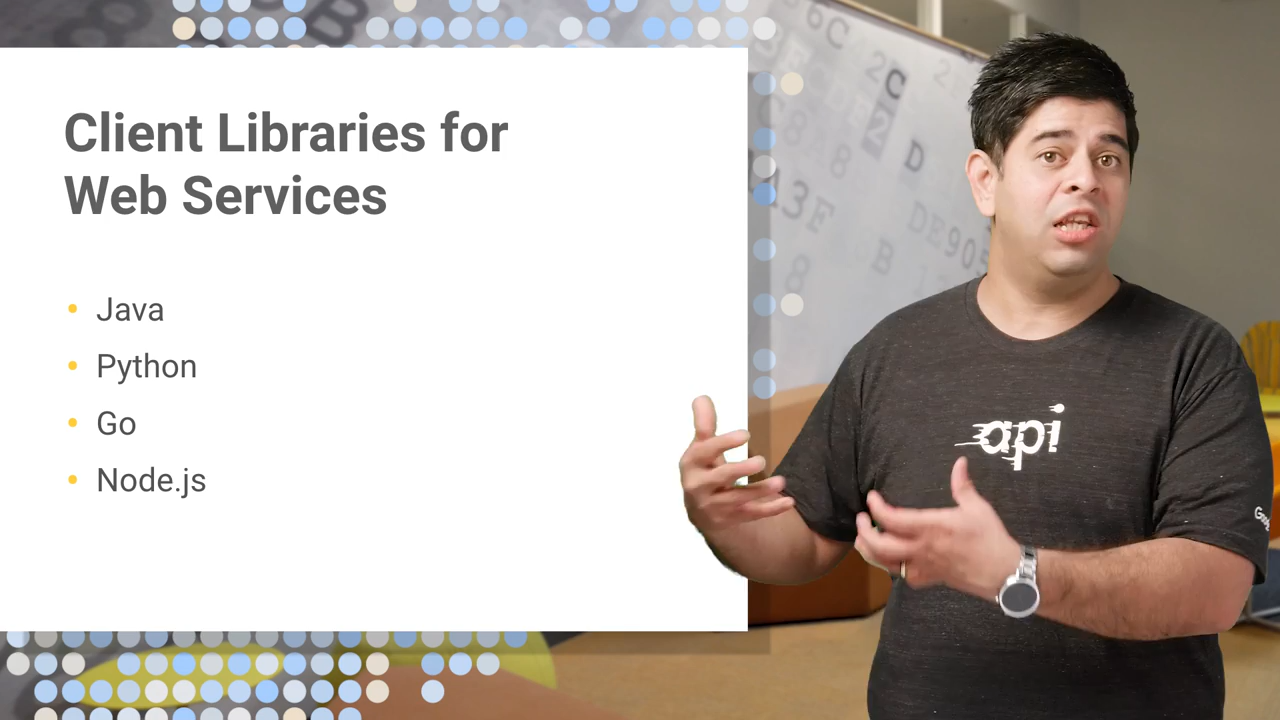 Client Libraries for
Web Services
Java
Python
Go
Node.js
api